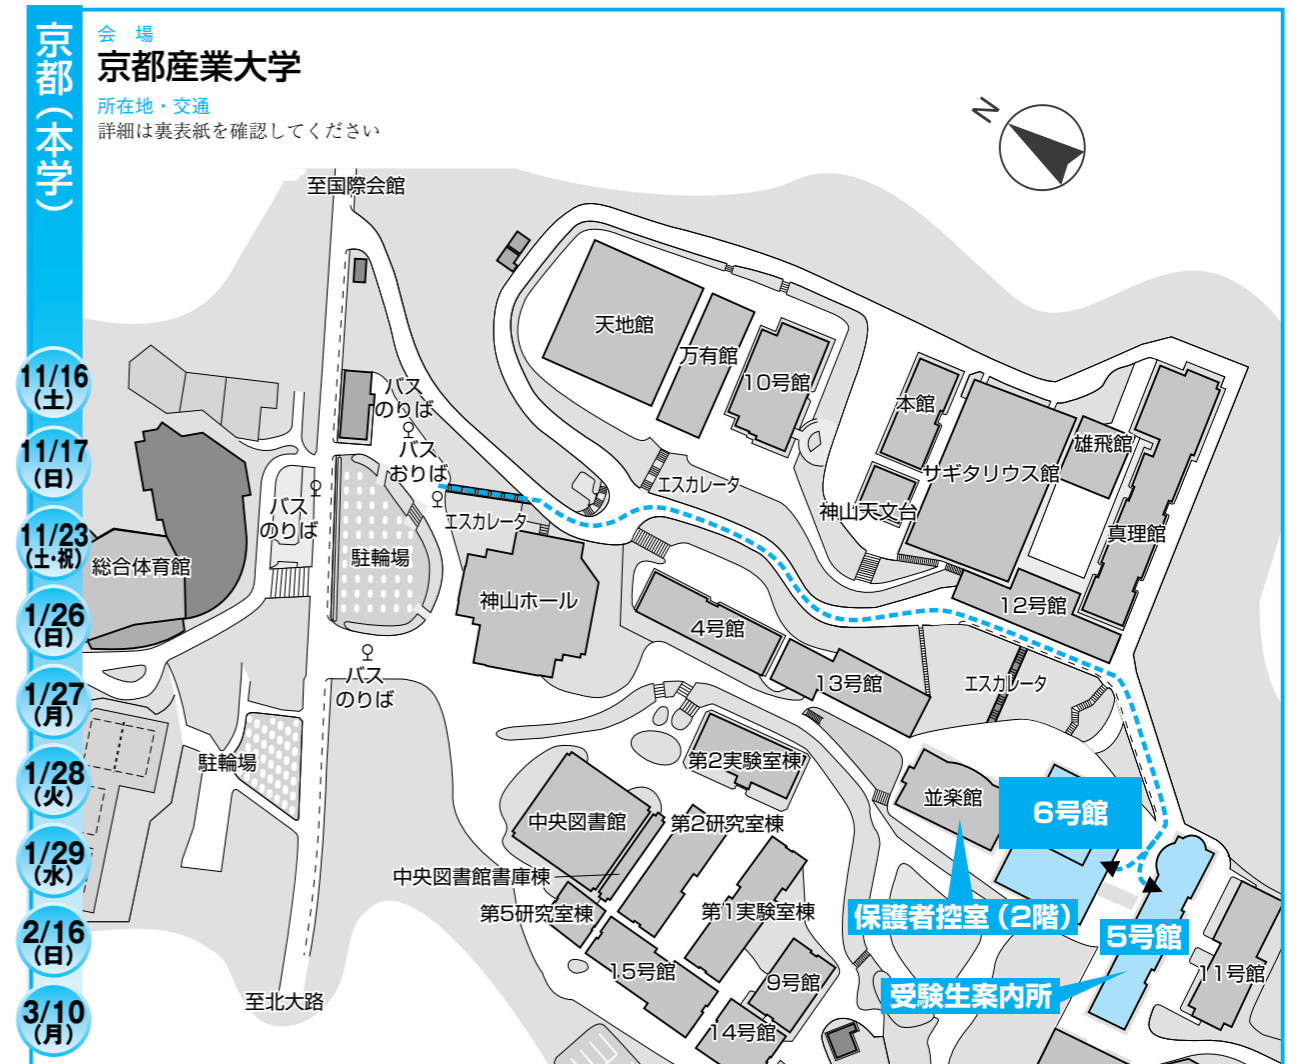 京都（本学）
会 場
京都産業大学
所在地・交通
詳細は裏表紙を確認してください
N
至国際会館
11/16
（土）
11/17
（日）
11/23
（土・祝）
1/26
（日）
1/27
（月）
1/28
（火）
1/29
（水）
2/16
（日）
3/10
（月）
天地館
万有館
10号館
本館
サギタリウス館
雄飛館
真理館
神山天文台
エスカレータ
バス
のりば
バス
おりば
エスカレータ
バス
のりば
駐輪場
総合体育館
神山ホール
12号館
4号館
13号館
エスカレータ
バス
のりば
駐輪場
第2実験室棟
並楽館
6号館
中央図書館
第2研究室棟
中央図書館書庫棟
第5研究室棟
第1実験室棟
保護者控室（2階）
5号館
15号館
9号館
11号館
受験生案内所
14号館
至北大路